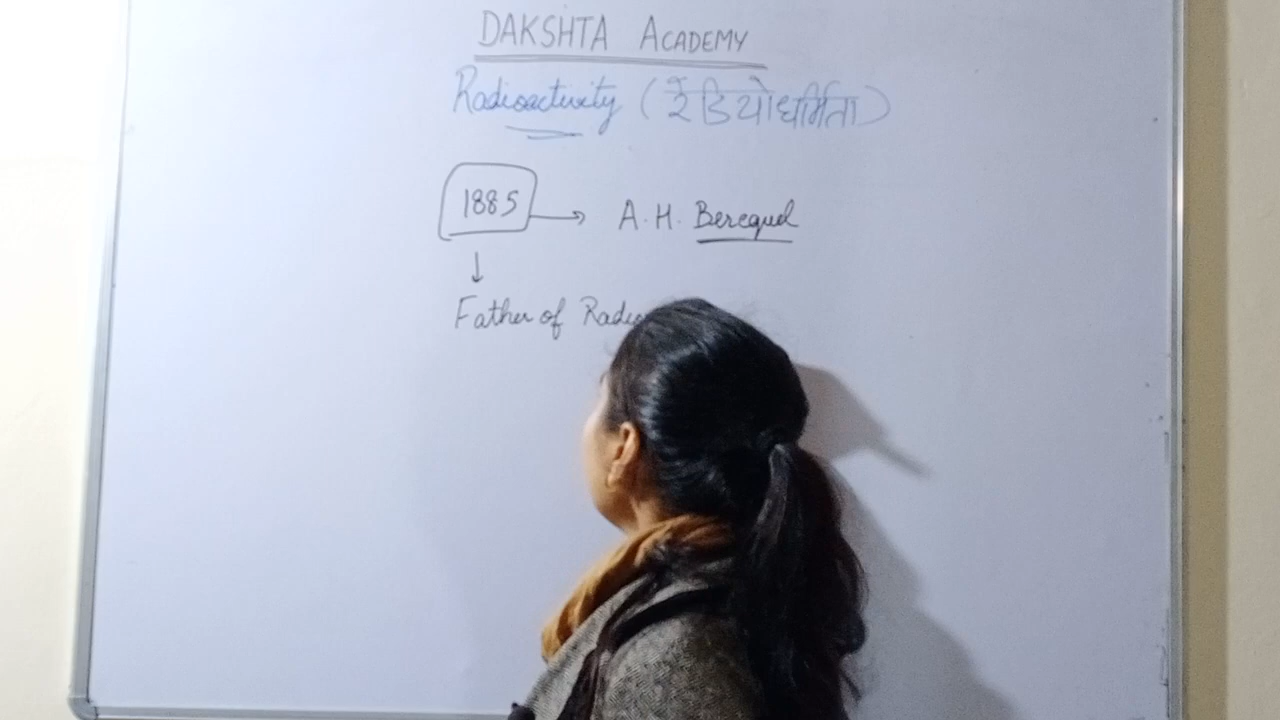 DAKSHTA ACADEMY
Radioactivity (रेडियोधर्मिता)
1885 → A.H. Berequel
↓
Father of